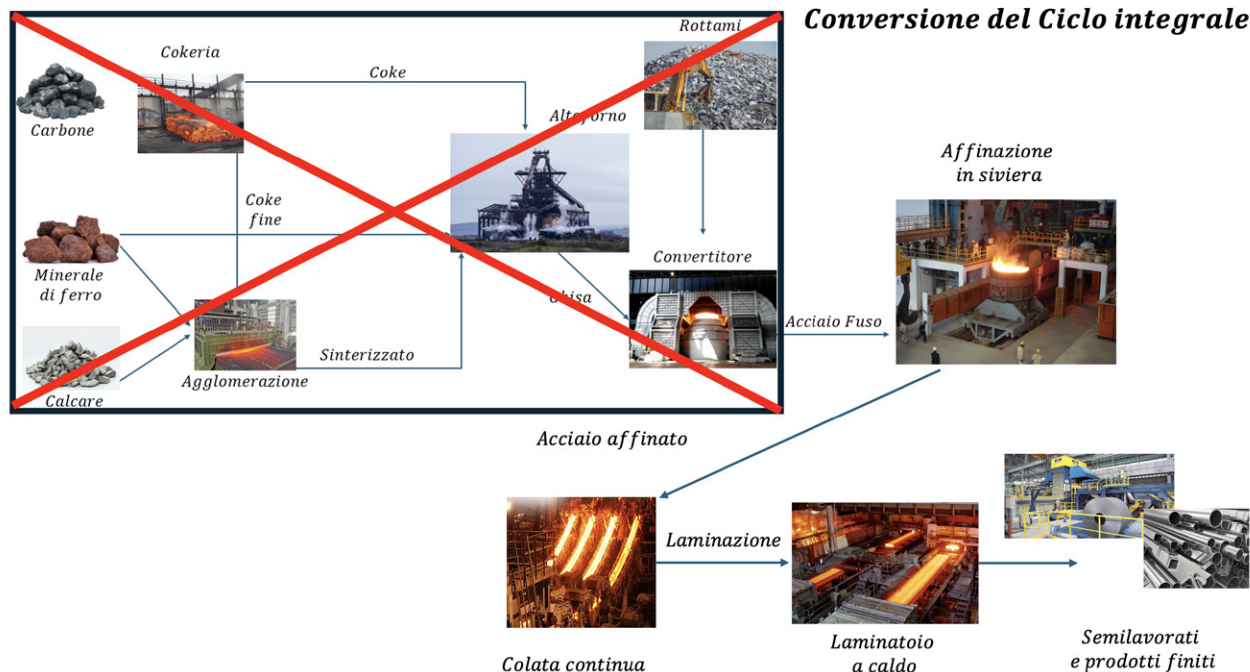 Conversione del Ciclo integrale
Rottami
Cokeria
Coke
Carbone
Altoforno
Affinazione
in siviera
Coke
fine
Minerale
di ferro
Convertitore
Ghisa
Acciaio Fuso
Sinterizzato
Agglomerazione
Calcare
Acciaio affinato
Laminazione
Colata continua
Laminatoio
a caldo
Semilavorati
e prodotti finiti